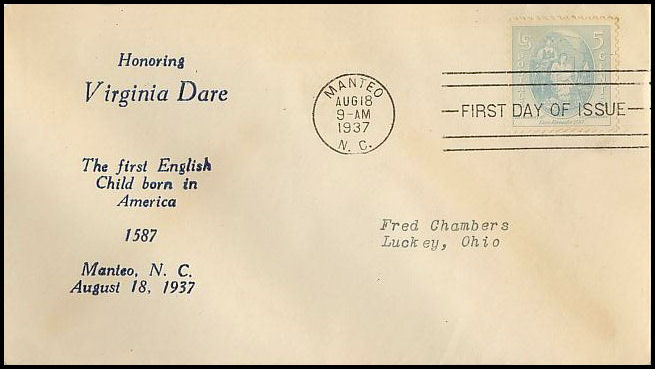 Honoring
Virginia Dare
The first English
Child born in
America
1587
Manteo, N. C.
August 18, 1937
MANTEO
AUG 18
9-AM
1937
N. C.
5
FIRST DAY OF ISSUE
Fred Chambers
Luckey, Ohio